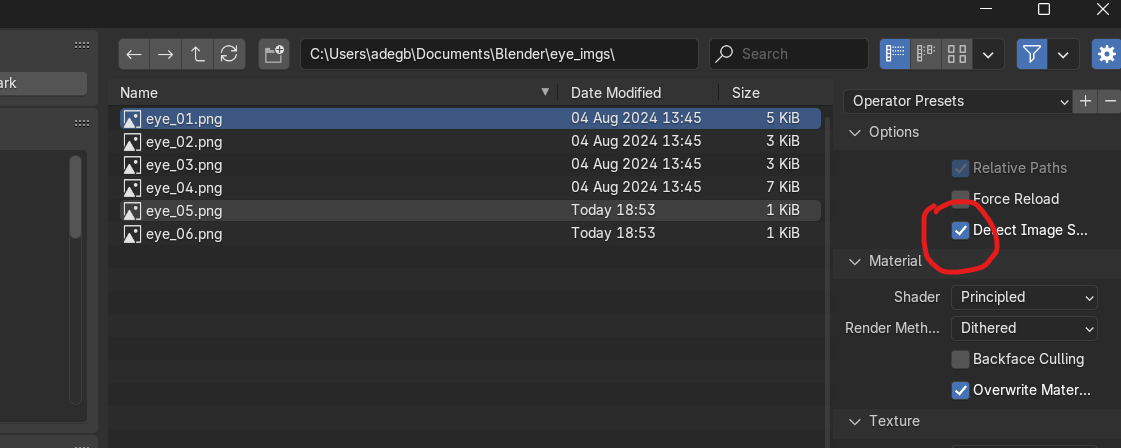 ark
C:\Users\adegb\Documents\Blender\eye_imgs\
Search
Name Date Modified Size
eye_01.png 04 Aug 2024 13:45 5 KiB
eye_02.png 04 Aug 2024 13:45 3 KiB
eye_03.png 04 Aug 2024 13:45 3 KiB
eye_04.png 04 Aug 2024 13:45 7 KiB
eye_05.png Today 18:53 1 KiB
eye_06.png Today 18:53 1 KiB
Operator Presets
Options
Relative Paths
Force Reload
Detect Image S...
Material
Shader Principled
Render Meth... Dithered
Backface Culling
Overwrite Mater...
Texture